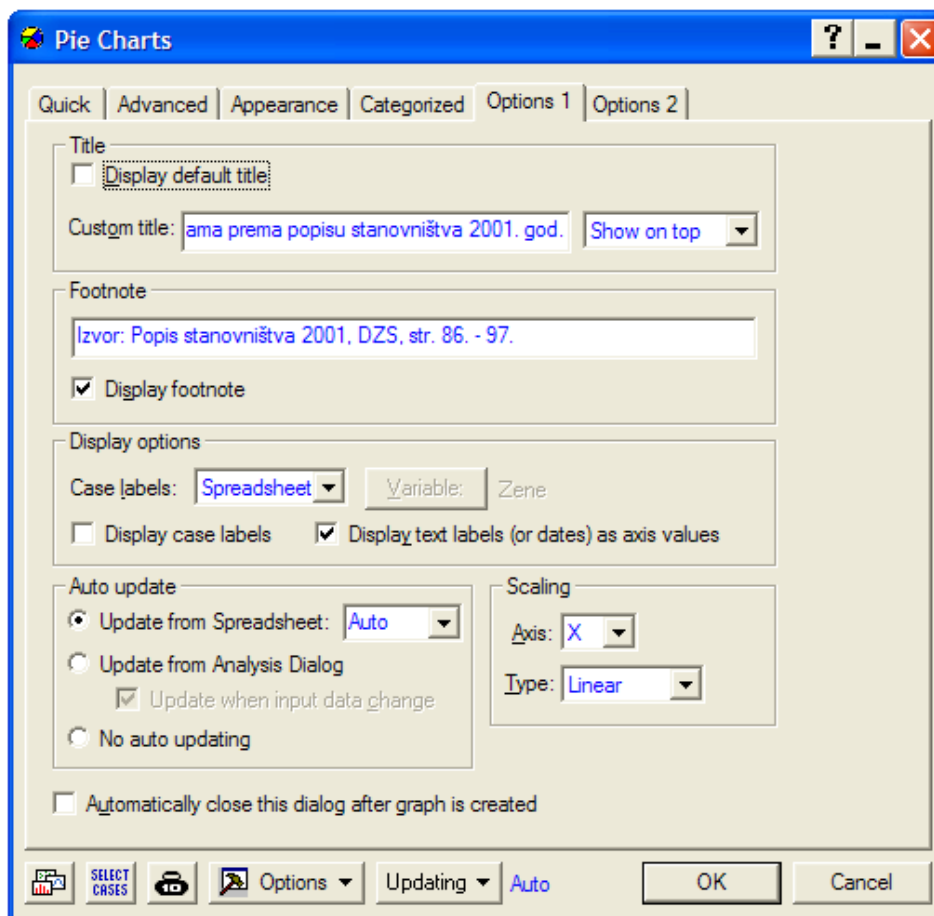 Pie Charts
Quick Advanced Appearance Categorized Options 1 Options 2
Title
Display default title
Custom title: ama prema popisu stanovništva 2001. god. Show on top
Footnote
Izvor: Popis stanovništva 2001, DZS, str. 86. - 97.
Display footnote
Display options
Case labels: Spreadsheet Variable: Zene
Display case labels Display text labels (or dates) as axis values
Auto update
Update from Spreadsheet: Auto
Update from Analysis Dialog
Update when input data change
No auto updating
Scaling
Axis: X
Type: Linear
Automatically close this dialog after graph is created
SELECT
CASES
Options Updating Auto OK Cancel